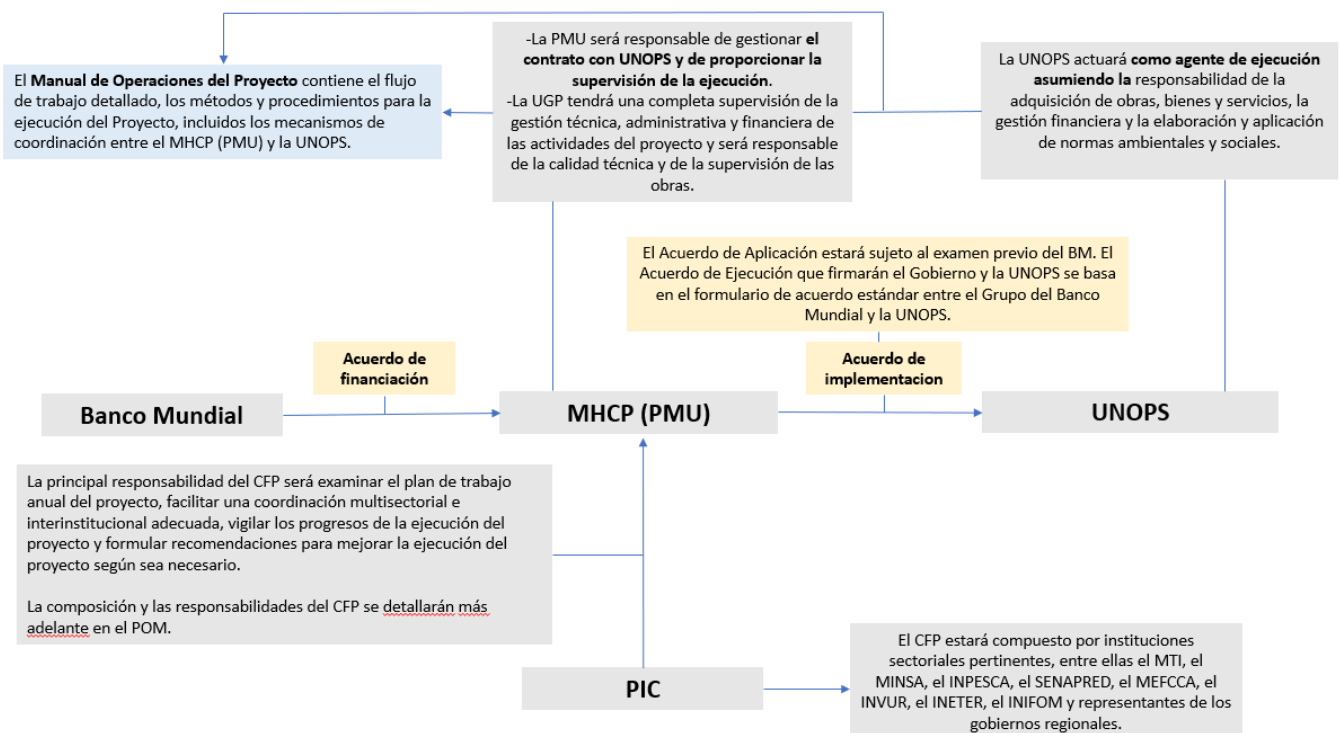 El Manual de Operaciones del Proyecto contiene el flujo
de trabajo detallado, los métodos y procedimientos para la
ejecución del Proyecto, incluidos los mecanismos de
coordinación entre el MHCP (PMU) y la UNOPS.
-La PMU será responsable de gestionar el
contrato con UNOPS y de proporcionar la
supervisión de la ejecución.
-La UGP tendrá una completa supervisión de la
gestión técnica, administrativa y financiera de
las actividades del proyecto y será responsable
de la calidad técnica y de la supervisión de las
obras.
La UNOPS actuará como agente de ejecución
asumiendo la responsabilidad de la
adquisición de obras, bienes y servicios, la
gestión financiera y la elaboración y aplicación
de normas ambientales y sociales.
El Acuerdo de Aplicación estará sujeto al examen previo del BM. El
Acuerdo de Ejecución que firmarán el Gobierno y la UNOPS se basa
en el formulario de acuerdo estándar entre el Grupo del Banco
Mundial y la UNOPS.
Acuerdo de
financiación
Acuerdo de
implementacion
Banco Mundial
MHCP (PMU)
UNOPS
La principal responsabilidad del CFP será examinar el plan de trabajo
anual del proyecto, facilitar una coordinación multisectorial e
interinstitucional adecuada, vigilar los progresos de la ejecución del
proyecto y formular recomendaciones para mejorar la ejecución del
proyecto según sea necesario.
La composición y las responsabilidades del CFP se detallarán más
adelante en el POM.
PIC
El CFP estará compuesto por instituciones
sectoriales pertinentes, entre ellas el MTI, el
MINSA, el INPESCA, el SENAPRED, el MEFCCA, el
INVUR, el INETER, el INIFOM y representantes de los
gobiernos regionales.